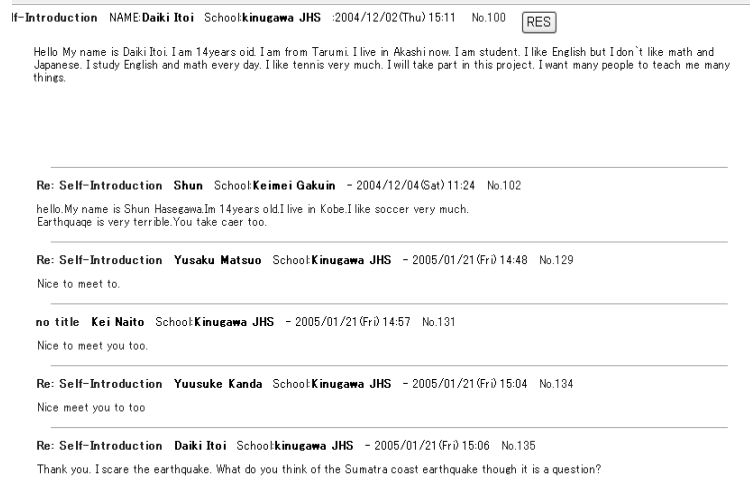 lf-Introduction NAME:Daiki Itoi School:kinugawa JHS :2004/12/02(Thu) 15:11 No.100 RES
Hello My name is Daiki Itoi. I am 14years oid. I am from Tarumi. I live in Akashi now. I am student. I like English but I don`t like math and
Japanese. I study English and math every day. I like tennis very much. I will take part in this project. I want many people to teach me many
things.
Re: Self-Introduction Shun School:Keimei Gakuin - 2004/12/04(Sat) 11:24 No.102
hello.My name is Shun Hasegawa.Im 14years old.I live in Kobe.I like soccer very much.
Earthquaqe is very terrible.You take caer too.
Re: Self-Introduction Yusaku Matsuo School:Kinugawa JHS - 2005/01/21(Fri) 14:48 No.129
Nice to meet to.
no title Kei Naito School:Kinugawa JHS - 2005/01/21(Fri) 14:57 No.131
Nice to meet you too.
Re: Self-Introduction Yuusuke Kanda School:Kinugawa JHS - 2005/01/21(Fri) 15:04 No.134
Nice meet you to too
Re: Self-Introduction Daiki Itoi School:kinugawa JHS - 2005/01/21(Fri) 15:06 No.135
Thank you. I scare the earthquake. What do you think of the Sumatra coast earthquake though it is a question?